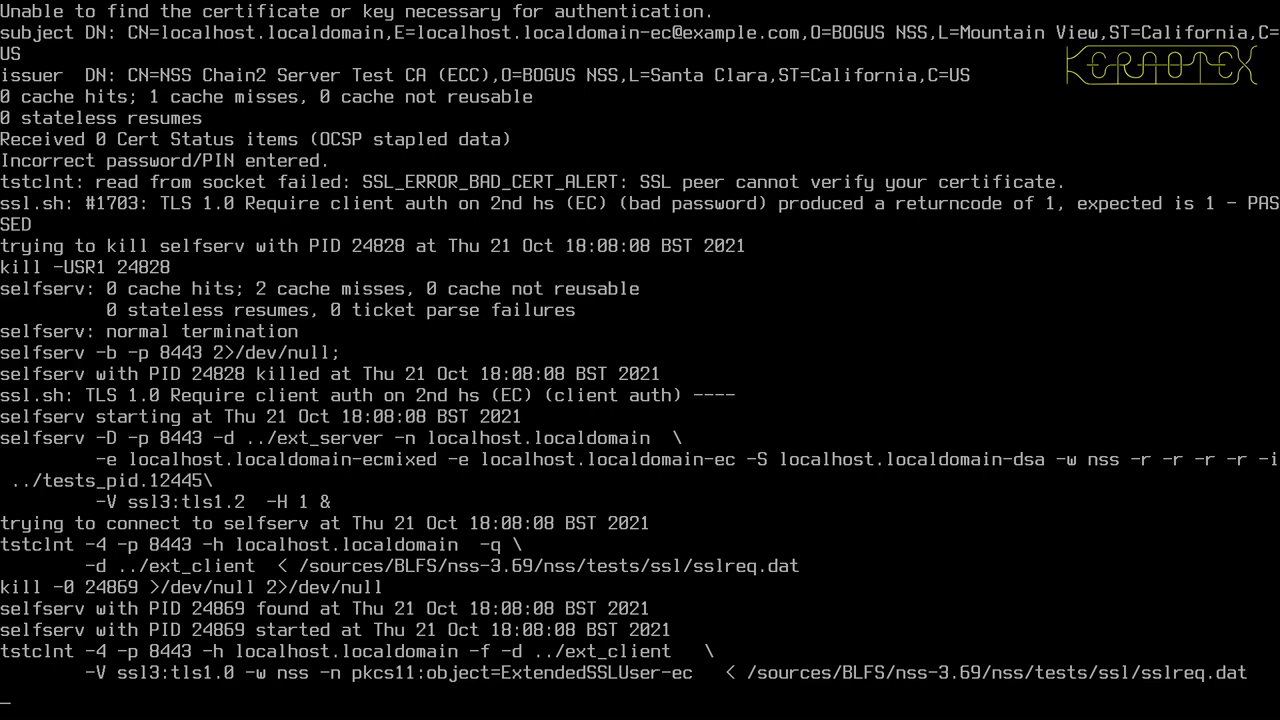 Unable to find the certificate or key necessary for authentication.
subject DN: CN=localhost.localdomain,E=localhost.localdomain-ec@example.com,O=BOGUS NSS,L=Mountain View,ST=California,C=
US
issuer  DN: CN=NSS Chain2 Server Test CA (ECC),O=BOGUS NSS,L=Santa Clara,ST=California,C=US
KERAOTEX
0 cache hits; 1 cache misses, 0 cache not reusable
0 stateless resumes
Received 0 Cert Status items (OCSP stapled data)
Incorrect password/PIN entered.
tstclnt: read from socket failed: SSL_ERROR_BAD_CERT_ALERT: SSL peer cannot verify your certificate.
ssl.sh: #1703: TLS 1.0 Require client auth on 2nd hs (EC) (bad password) produced a returncode of 1, expected is 1 - PAS
SED
trying to kill selfserv with PID 24828 at Thu 21 Oct 18:08:08 BST 2021
kill -USR1 24828
selfserv: 0 cache hits; 2 cache misses, 0 cache not reusable
          0 stateless resumes, 0 ticket parse failures
selfserv: normal termination
selfserv -b -p 8443 2>/dev/null;
selfserv with PID 24828 killed at Thu 21 Oct 18:08:08 BST 2021
ssl.sh: TLS 1.0 Require client auth on 2nd hs (EC) (client auth) ----
selfserv starting at Thu 21 Oct 18:08:08 BST 2021
selfserv -D -p 8443 -d ../ext_server -n localhost.localdomain  \
         -e localhost.localdomain-ecmixed -e localhost.localdomain-ec -S localhost.localdomain-dsa -w nss -r -r -r -r -i
 ../tests_pid.12445\
         -V ssl3:tls1.2  -H 1 &
trying to connect to selfserv at Thu 21 Oct 18:08:08 BST 2021
tstclnt -4 -p 8443 -h localhost.localdomain  -q \
        -d ../ext_client  < /sources/BLFS/nss-3.69/nss/tests/ssl/sslreq.dat
kill -0 24869 >/dev/null 2>/dev/null
selfserv with PID 24869 found at Thu 21 Oct 18:08:08 BST 2021
selfserv with PID 24869 started at Thu 21 Oct 18:08:08 BST 2021
tstclnt -4 -p 8443 -h localhost.localdomain -f -d ../ext_client   \
        -V ssl3:tls1.0 -w nss -n pkcs11:object=ExtendedSSLUser-ec   < /sources/BLFS/nss-3.69/nss/tests/ssl/sslreq.dat
_